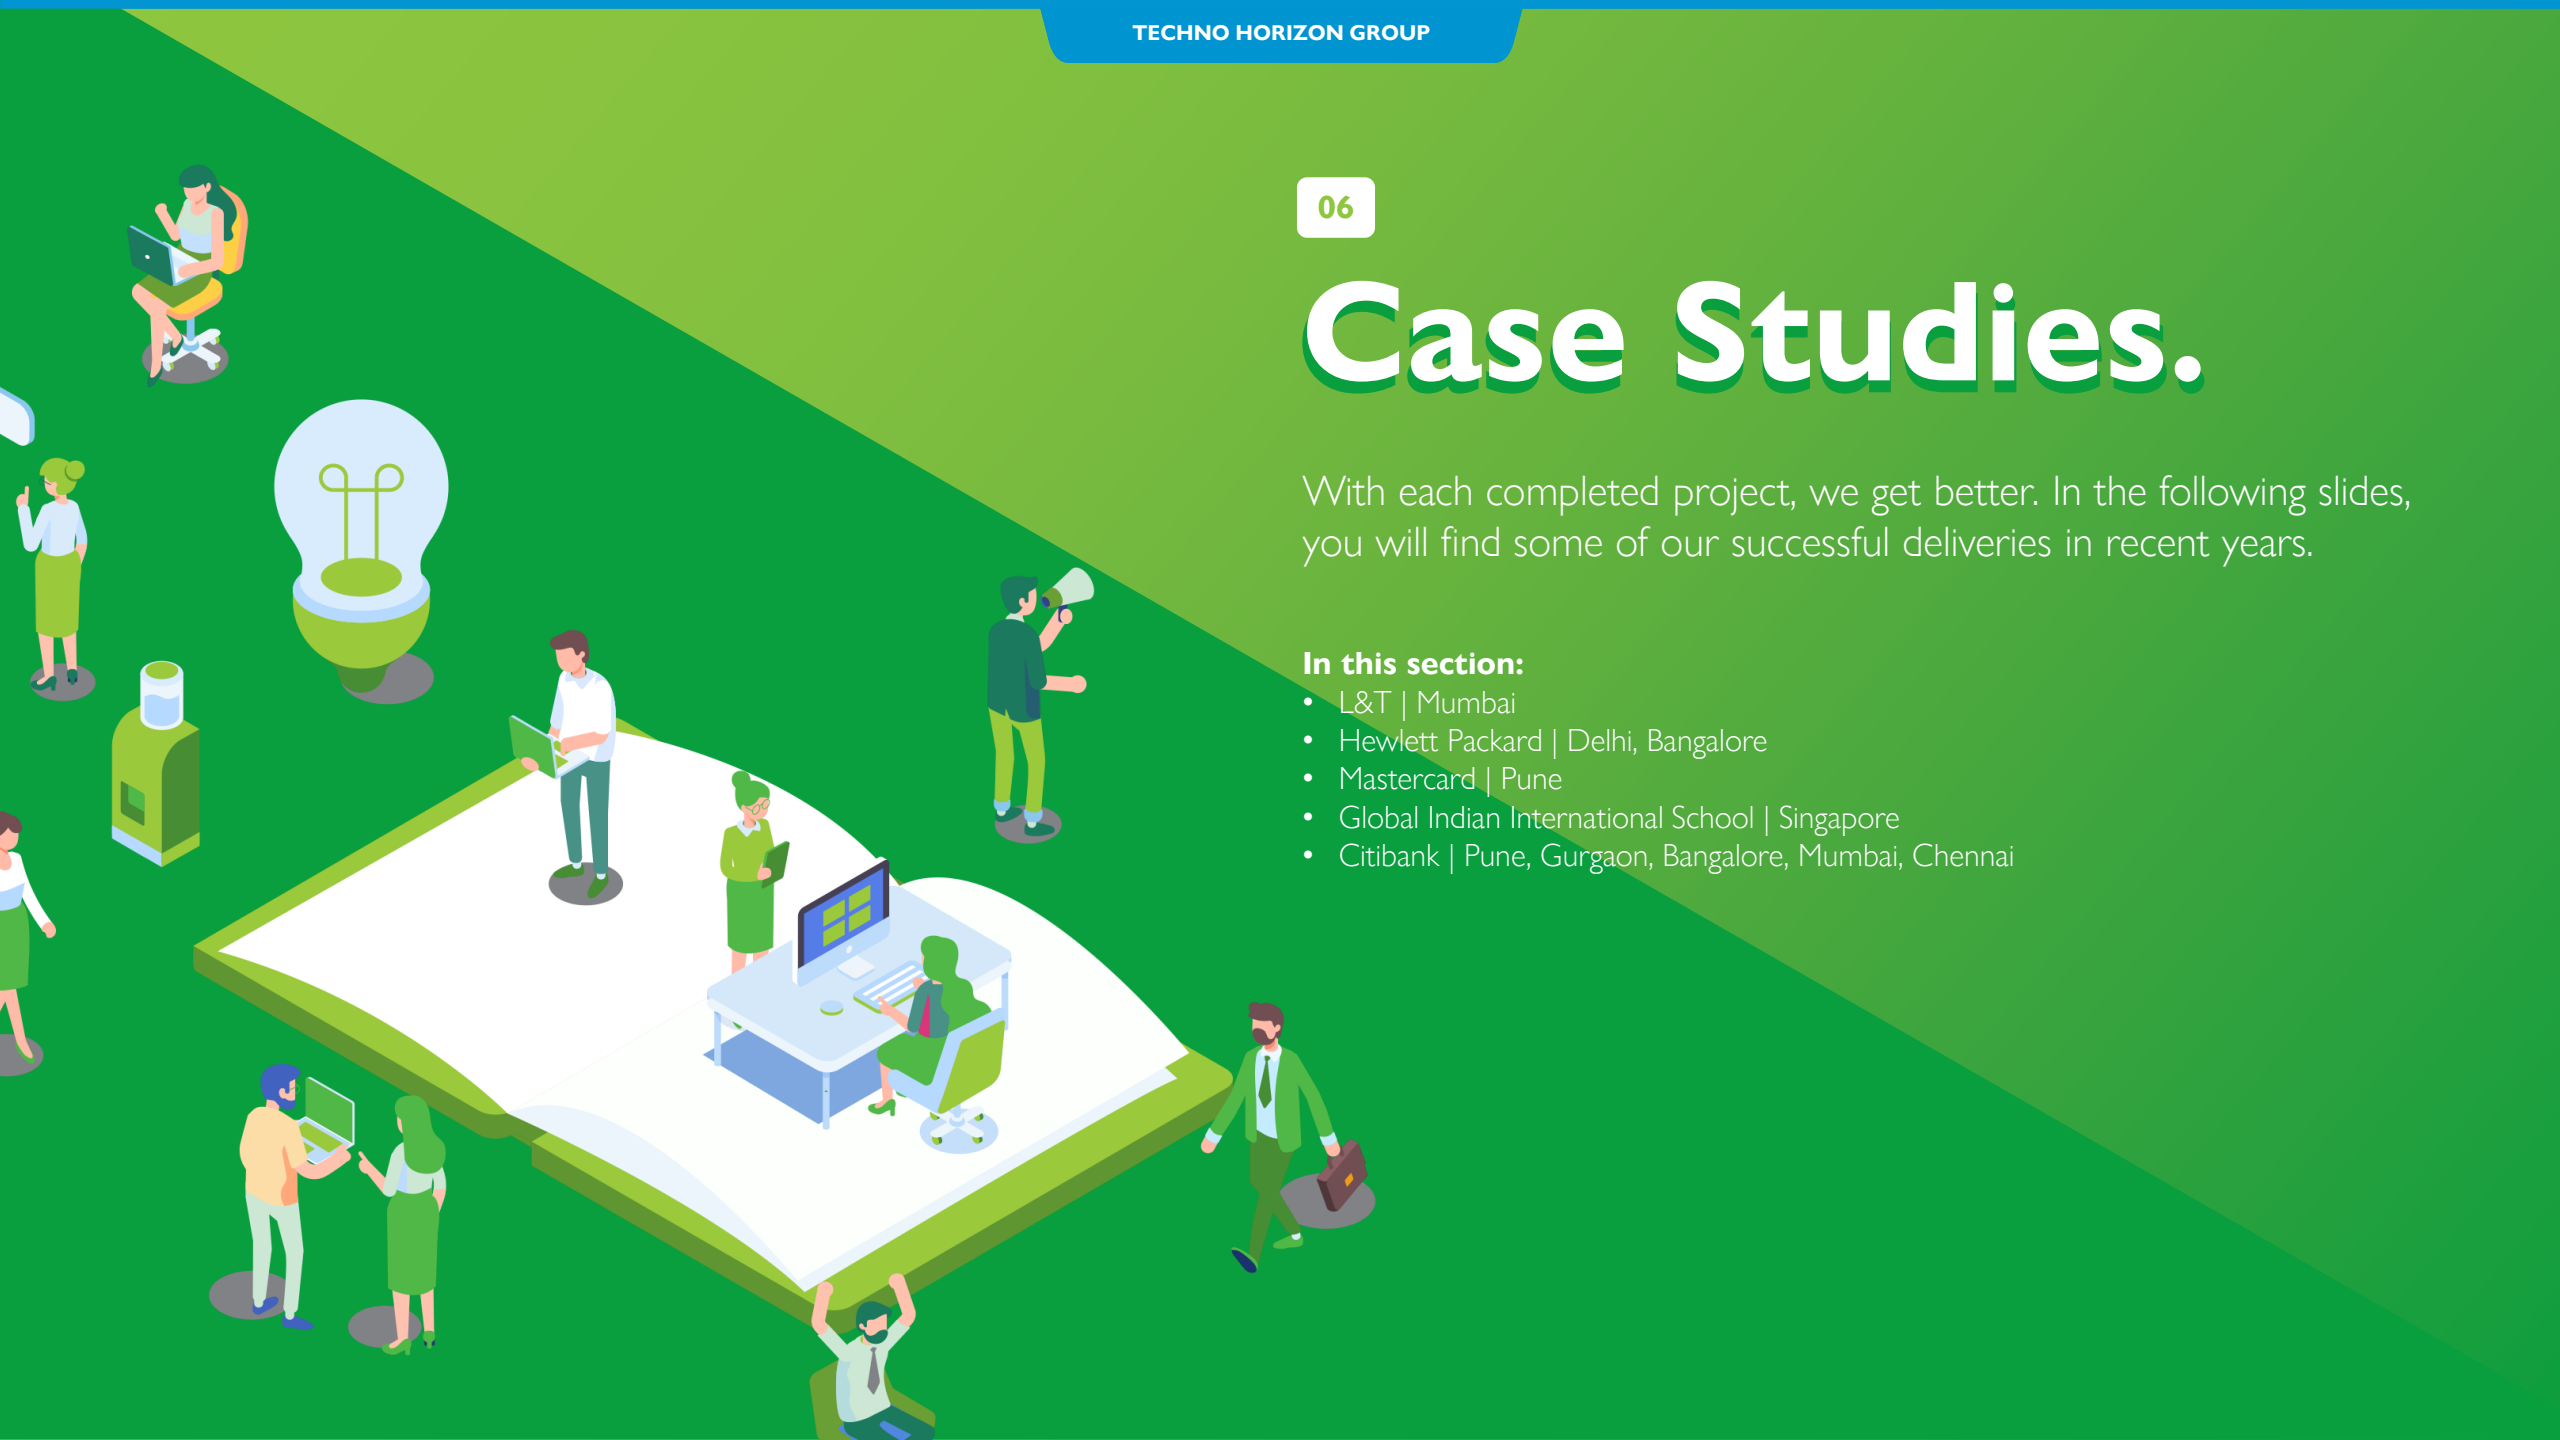 TECHNO HORIZON GROUP
06
Case Studies.
With each completed project, we get better. In the following slides,
you will find some of our successful deliveries in recent years.
In this section:
• L&T | Mumbai
• Hewlett Packard | Delhi, Bangalore
• Mastercard | Pune
• Global Indian International School | Singapore
• Citibank | Pune, Gurgaon, Bangalore, Mumbai, Chennai